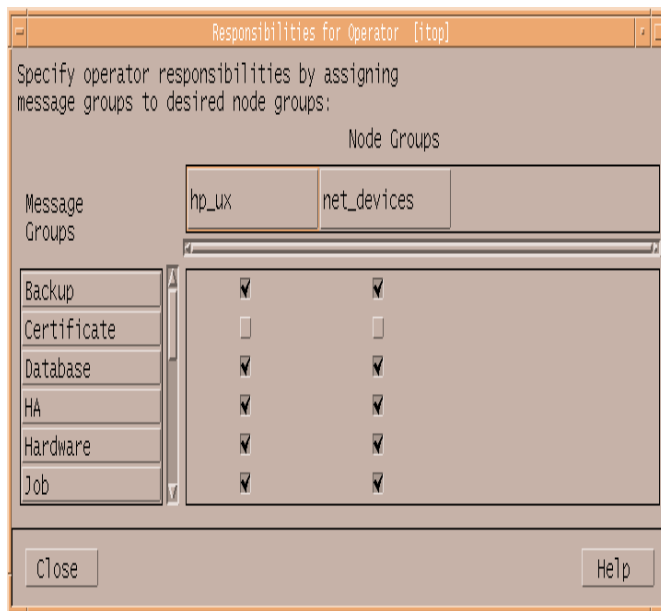 Responsibilities for Operator [itop]
Specify operator responsibilities by assigning
message groups to desired node groups:
Node Groups
Message
Groups
hp_ux
net_devices
Backup
Certificate
Database
HA
Hardware
Job
Close
Help